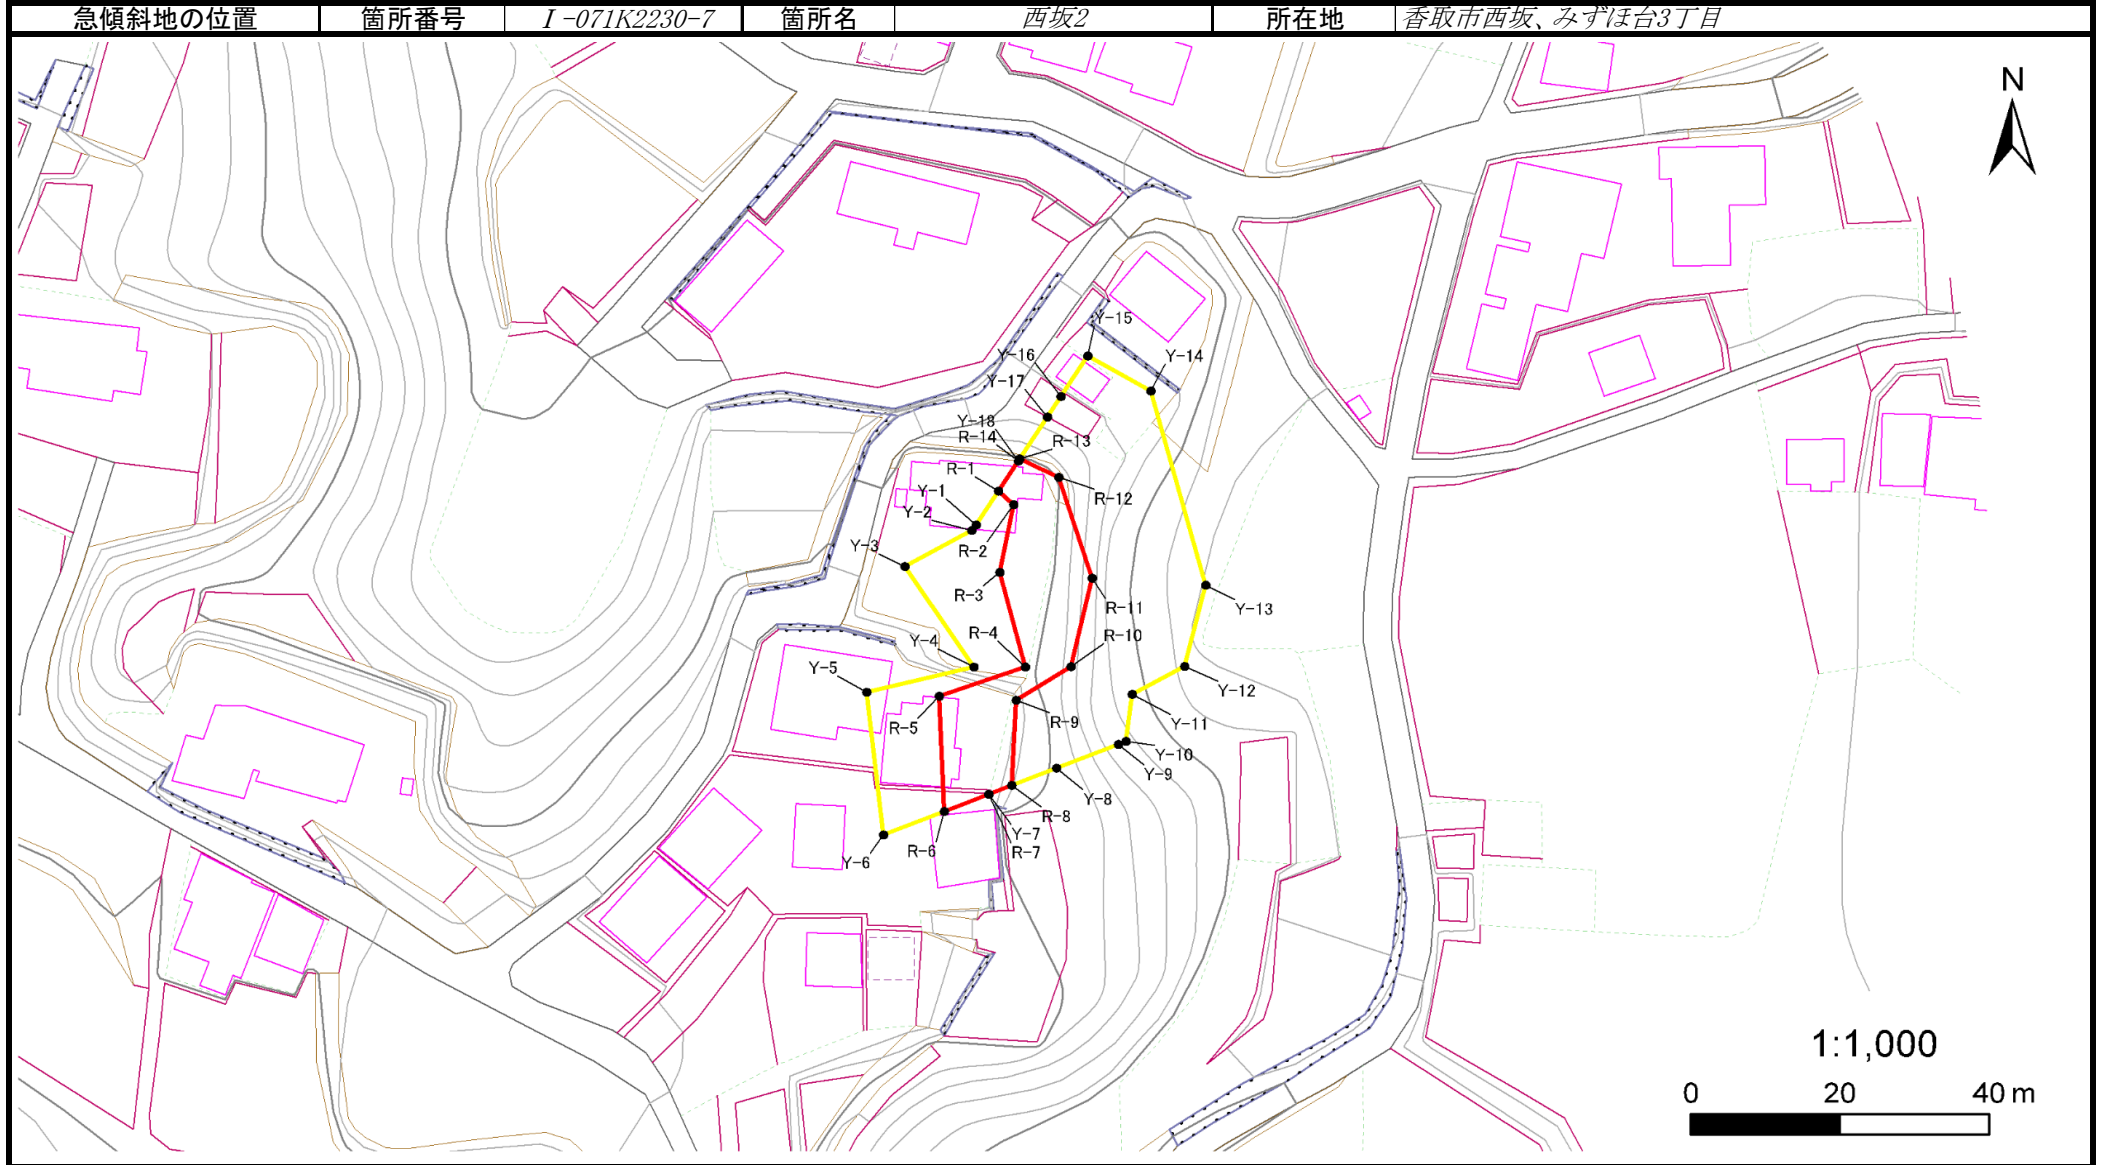 急傾斜地の位置 箇所番号 Ⅰ-071K2230-7 箇所名 西坂2 所在地 香取市西坂、みずほ台3丁目
N
Y-15
Y-16
Y-14
Y-17
Y-18
R-14
R-13
R-1
R-12
Y-1
Y-2
Y-3
R-2
R-3
R-11
Y-13
Y-4
R-4
R-10
Y-5
Y-12
R-5
R-9
Y-11
Y-10
Y-9
Y-8
R-8
Y-7
Y-6
R-6
R-7
1:1,000
0 20 40 m